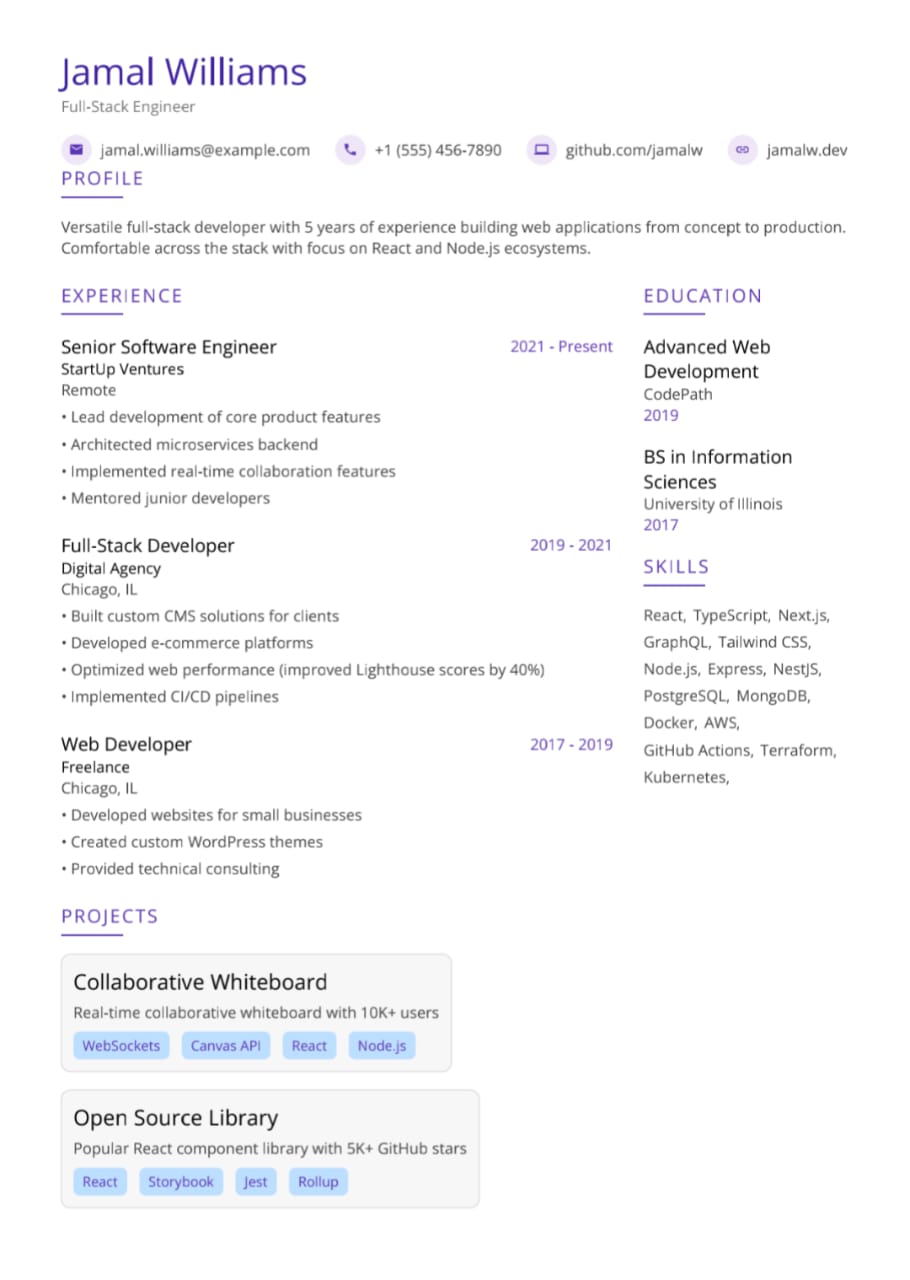 Jamal Williams
Full-Stack Engineer
jamal.williams@example.com +1 (555) 456-7890 github.com/jamalw jamalw.dev
PROFILE
Versatile full-stack developer with 5 years of experience building web applications from concept to production.
Comfortable across the stack with focus on React and Node.js ecosystems.
EXPERIENCE
Senior Software Engineer 2021 - Present
StartUp Ventures
Remote
• Lead development of core product features
• Architected microservices backend
• Implemented real-time collaboration features
• Mentored junior developers
Full-Stack Developer 2019 - 2021
Digital Agency
Chicago, IL
• Built custom CMS solutions for clients
• Developed e-commerce platforms
• Optimized web performance (improved Lighthouse scores by 40%)
• Implemented CI/CD pipelines
Web Developer 2017 - 2019
Freelance
Chicago, IL
• Developed websites for small businesses
• Created custom WordPress themes
• Provided technical consulting
PROJECTS
Collaborative Whiteboard
Real-time collaborative whiteboard with 10K+ users
WebSockets Canvas API React Node.js
Open Source Library
Popular React component library with 5K+ GitHub stars
React Storybook Jest Rollup
EDUCATION
Advanced Web
Development
CodePath
2019
BS in Information
Sciences
University of Illinois
2017
SKILLS
React, TypeScript, Next.js,
GraphQL, Tailwind CSS,
Node.js, Express, NestJS,
PostgreSQL, MongoDB,
Docker, AWS,
GitHub Actions, Terraform,
Kubernetes,